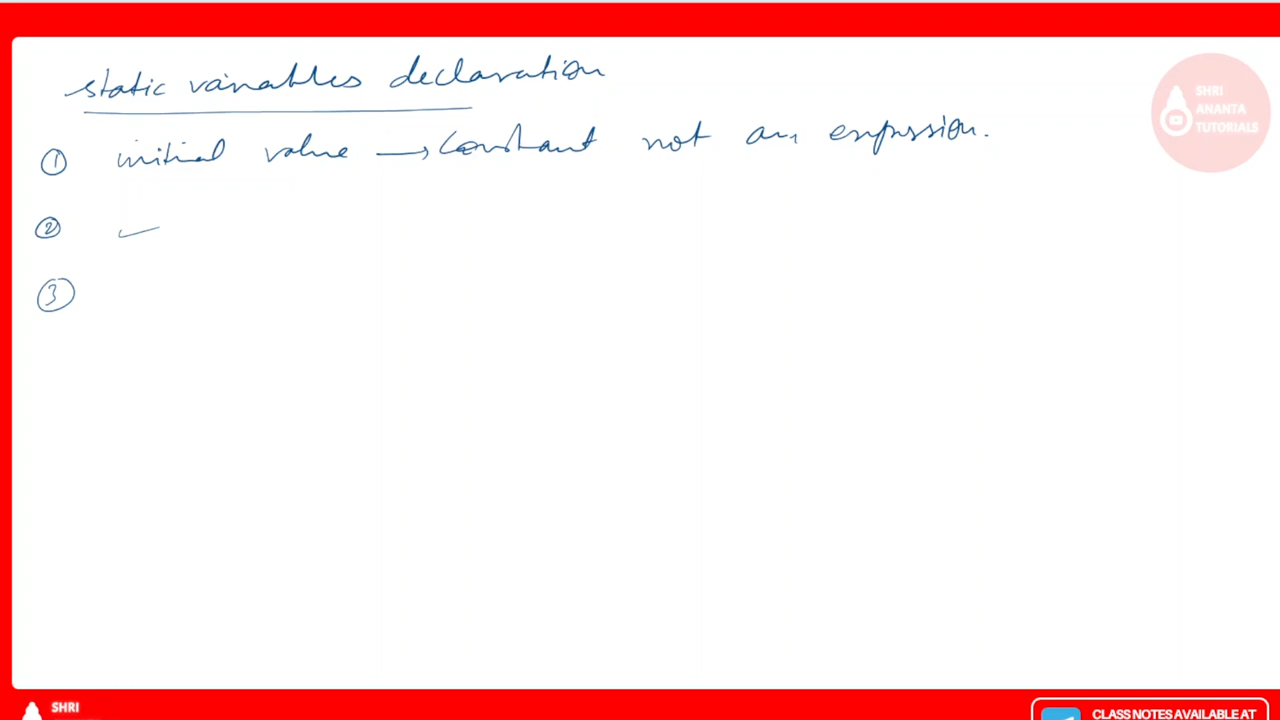 static variables declaration
① initial value → constant not an expression.
②
③
SHRI
ANANTA
TUTORIALS
SHRI
CLASS NOTES AVAILABLE AT